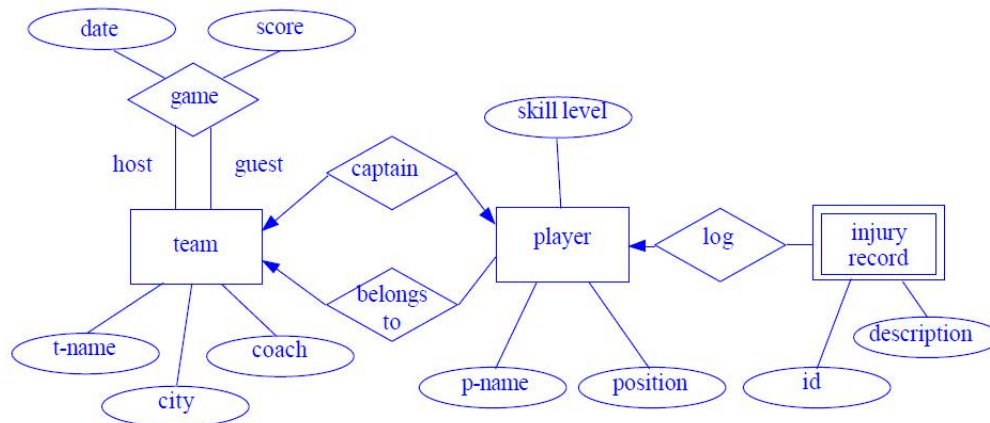 date
score
game
skill level
host
guest
captain
team
player
log
injury
record
belongs
to
t-name
coach
description
city
p-name
position
id